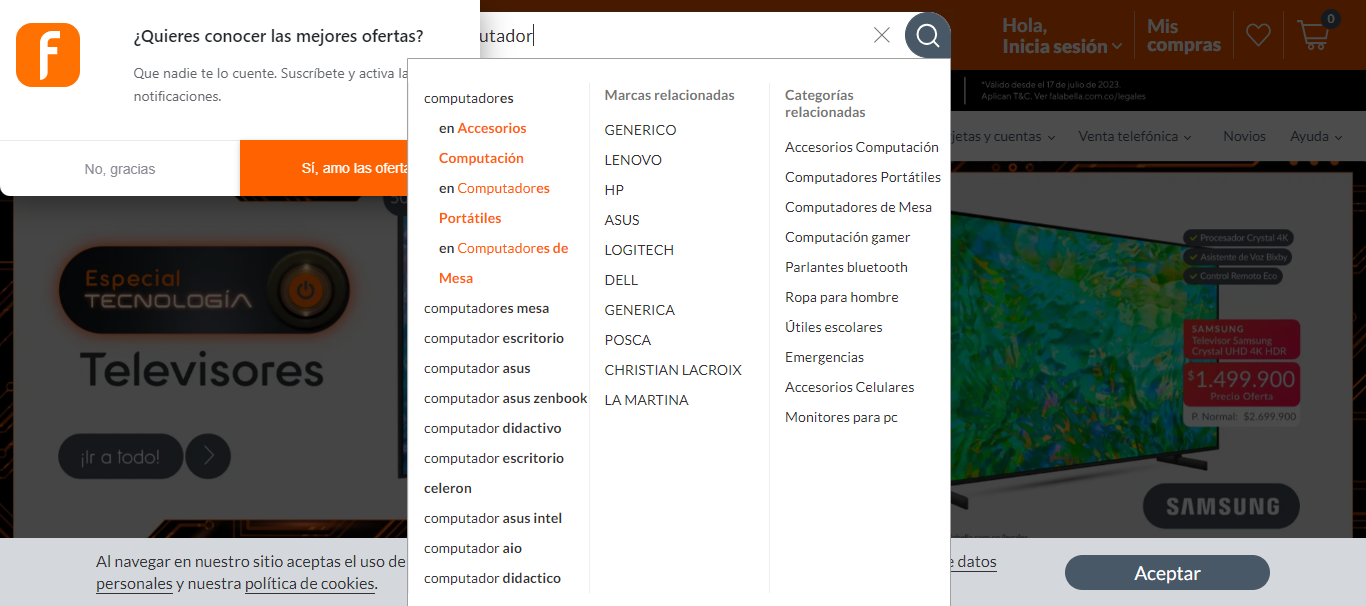 ¿Quieres conocer las mejores ofertas?
Que nadie te lo cuente. Suscríbete y activa la
notificaciones.
No, gracias
Sí, amo las oferta
utador
Hola,
Inicia sesión
Mis
compras
0
*Válido desde el 17 de julio de 2023.
Aplican T&C. Ver falabella.com.co/legales
jetas y cuentas
Venta telefónica
Novios
Ayuda
computadores
en Accesorios
Computación
en Computadores
Portátiles
en Computadores de
Mesa
computadores mesa
computador escritorio
computador asus
computador asus zenbook
computador didactivo
computador escritorio
celeron
computador asus intel
computador aio
computador didactico
Marcas relacionadas
GENERICO
LENOVO
HP
ASUS
LOGITECH
DELL
GENERICA
POSCA
CHRISTIAN LACROIX
LA MARTINA
Categorías
relacionadas
Accesorios Computación
Computadores Portátiles
Computadores de Mesa
Computación gamer
Parlantes bluetooth
Ropa para hombre
Útiles escolares
Emergencias
Accesorios Celulares
Monitores para pc
Especial
TECNOLOGÍA
Televisores
¡Ir a todo!
Procesador Crystal 4K
Asistente de Voz Bixby
Control Remoto Eco
SAMSUNG
Televisor Samsung
Crystal UHD 4K HDR
$1.499.900
Precio Oferta
P. Normal: $2.699.900
SAMSUNG
Al navegar en nuestro sitio aceptas el uso de
e datos
personales y nuestra política de cookies.
Aceptar